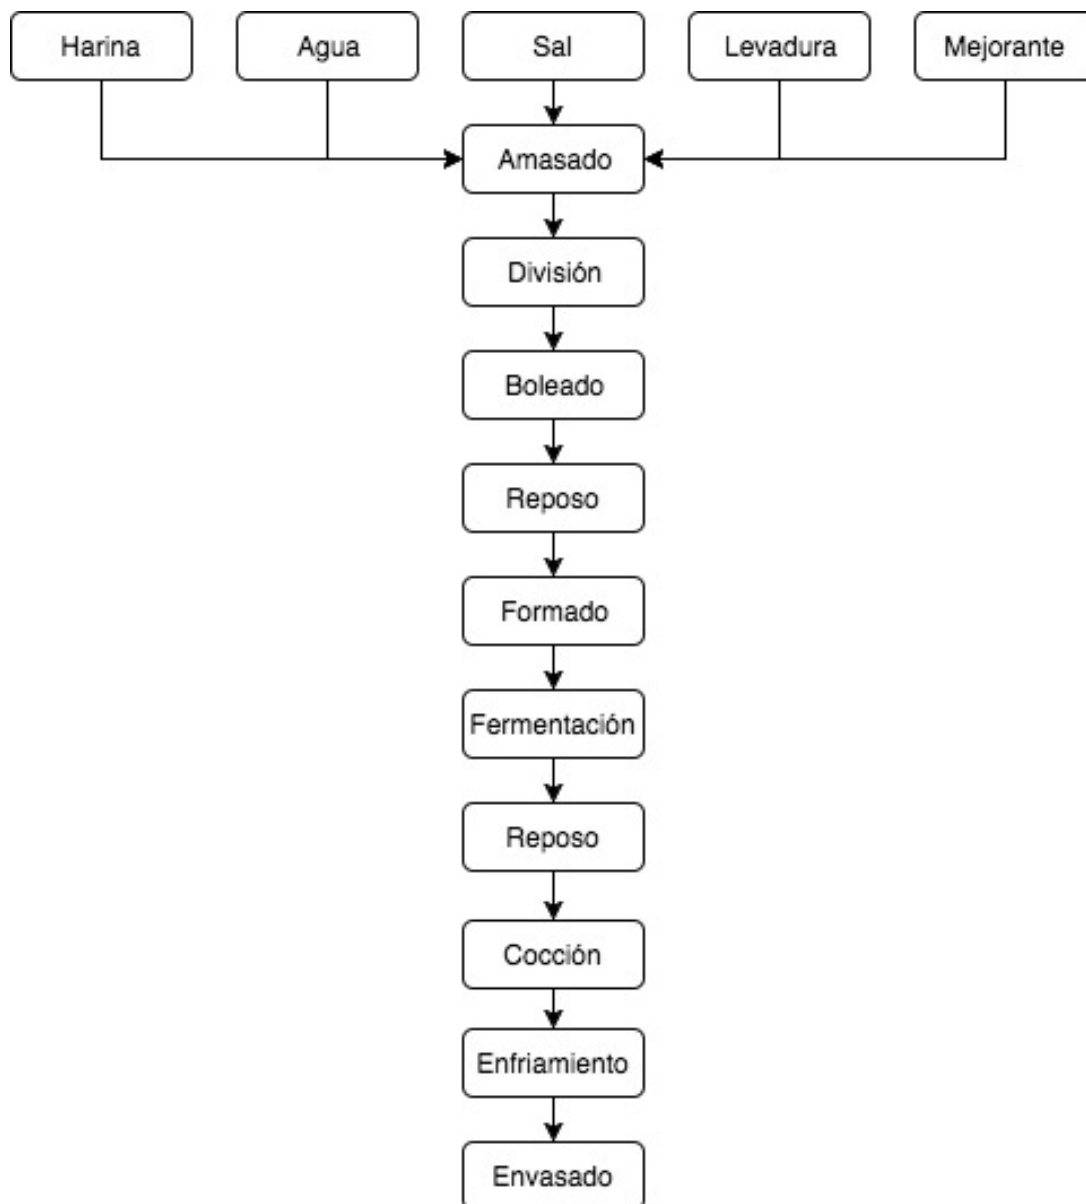 Harina
Agua
Sal
Levadura
Mejorante
Amasado
División
Boleado
Reposo
Formado
Fermentación
Reposo
Cocción
Enfriamiento
Envasado